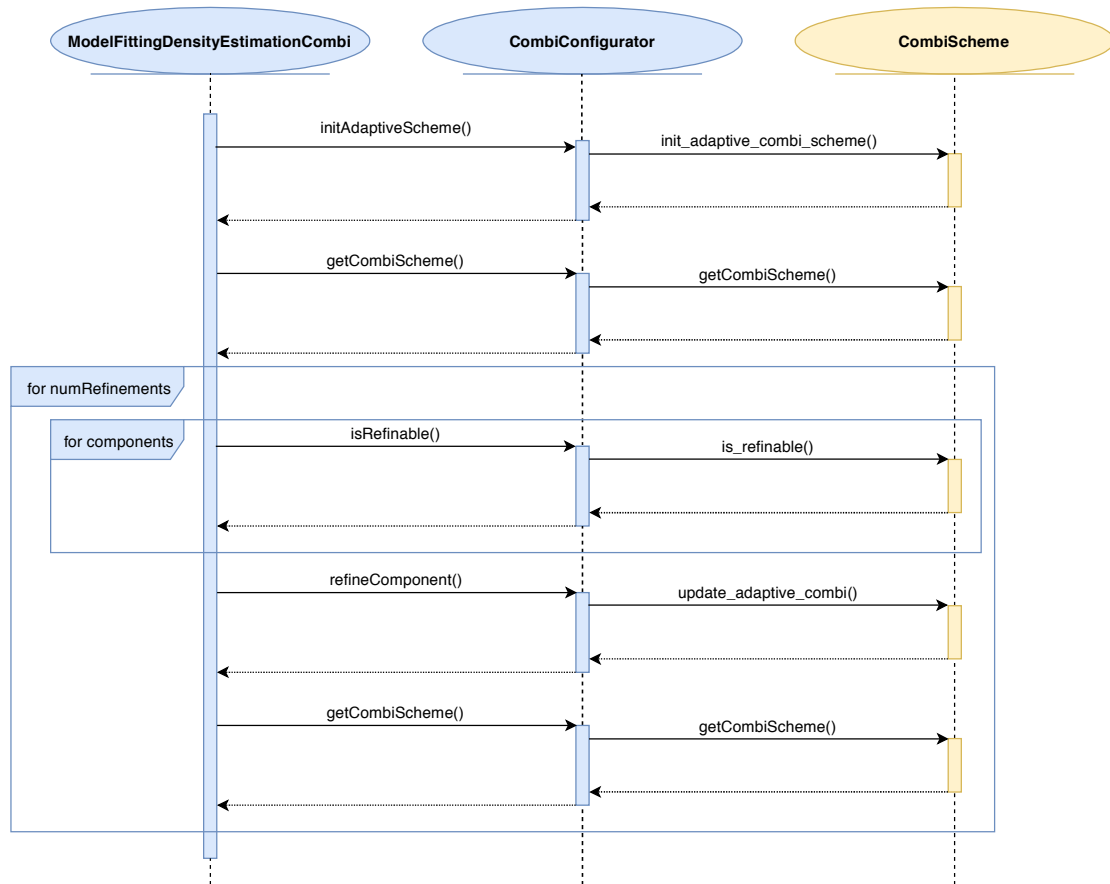 ModelFittingDensityEstimationCombi
CombiConfigurator
CombiScheme
initAdaptiveScheme()
init_adaptive_combi_scheme()
getCombiScheme()
getCombiScheme()
for numRefinements
for components
isRefinable()
is_refinable()
refineComponent()
update_adaptive_combi()
getCombiScheme()
getCombiScheme()